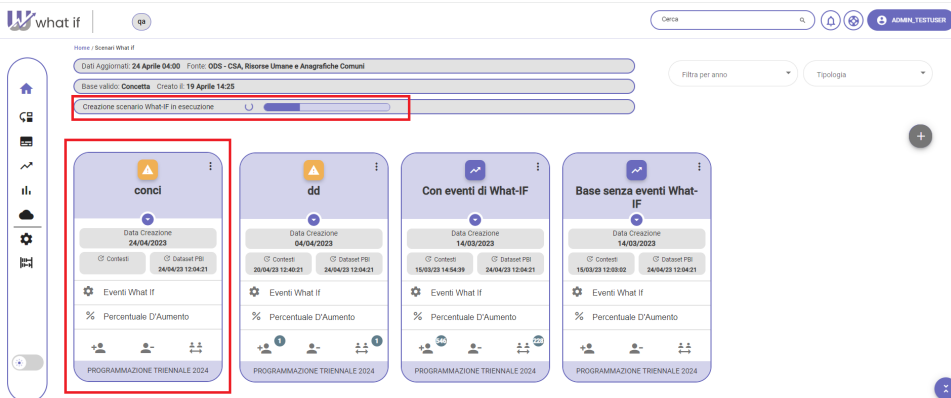 what if
qa
Cerca
ADMIN_TESTUSER
Home / Scenari What if
Dati Aggiornati: 24 Aprile 04:00 Fonte: ODS - CSA, Risorse Umane e Anagrafiche Comuni
Base valido: Concetta Creato il: 19 Aprile 14:25
Creazione scenario What-IF in esecuzione
Filtra per anno
Tipologia
conci
Data Creazione
24/04/2023
Contesti
Dataset PBI
24/04/23 12:04:21
Eventi What If
% Percentuale D'Aumento
PROGRAMMAZIONE TRIENNALE 2024
dd
Data Creazione
04/04/2023
Contesti
20/04/23 12:40:21
Dataset PBI
24/04/23 12:04:21
Eventi What If
% Percentuale D'Aumento
1
1
PROGRAMMAZIONE TRIENNALE 2024
Con eventi di What-IF
Data Creazione
14/03/2023
Contesti
15/03/23 14:54:39
Dataset PBI
24/04/23 12:04:21
Eventi What If
% Percentuale D'Aumento
546
228
PROGRAMMAZIONE TRIENNALE 2024
Base senza eventi What-
IF
Data Creazione
14/03/2023
Contesti
15/03/23 12:03:02
Dataset PBI
24/04/23 12:04:21
Eventi What If
% Percentuale D'Aumento
PROGRAMMAZIONE TRIENNALE 2024